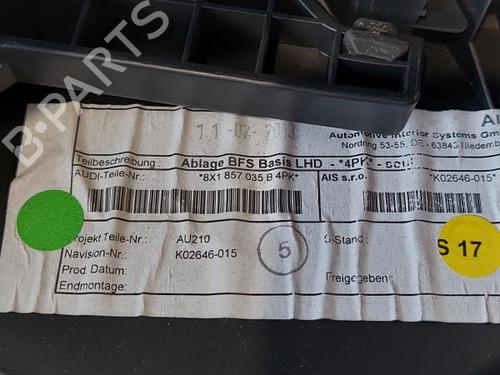 B-PARTS
11-02-2013
Automotive Interior Systems Gm
Nordring 53-55, DE - 63843 Niedern
Teilbeschreibung: Ablage BFS Basis LHD - *4PK* -
AUDI-Teile-Nr.: *8X1 857 035 B 4PK* AIS s.r.o. *K02646-015*
Projekt Teile-Nr.: AU210 S-Stand:
Navision-Nr.: K02646-015 5 S 17
Prod Datum: Freigegeben:
Endmontage: